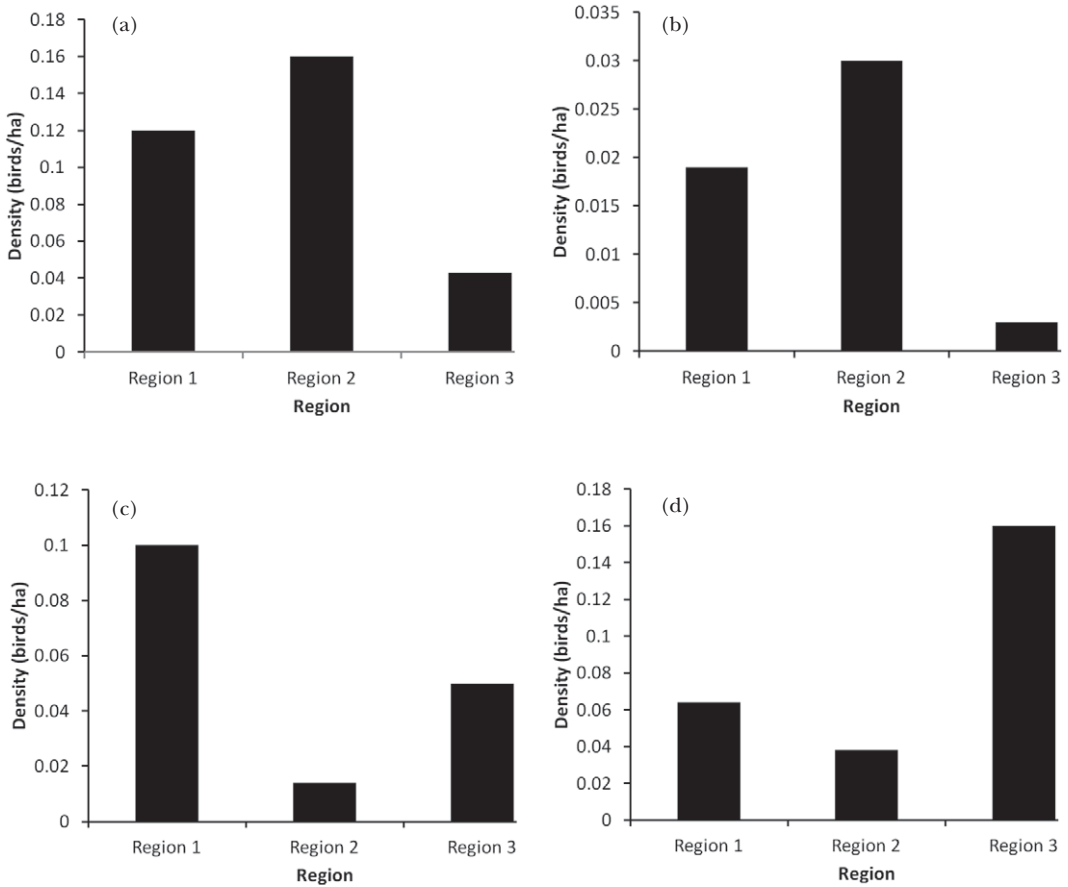 (a)
Density (birds/ha)
0.18
0.16
0.14
0.12
0.1
0.08
0.06
0.04
0.02
0
Region 1 Region 2 Region 3
Region
(b)
Density (birds/ha)
0.035
0.03
0.025
0.02
0.015
0.01
0.005
0
Region 1 Region 2 Region 3
Region
(c)
Density (birds/ha)
0.12
0.1
0.08
0.06
0.04
0.02
0
Region 1 Region 2 Region 3
Region
(d)
Density (birds/ha)
0.18
0.16
0.14
0.12
0.1
0.08
0.06
0.04
0.02
0
Region 1 Region 2 Region 3
Region